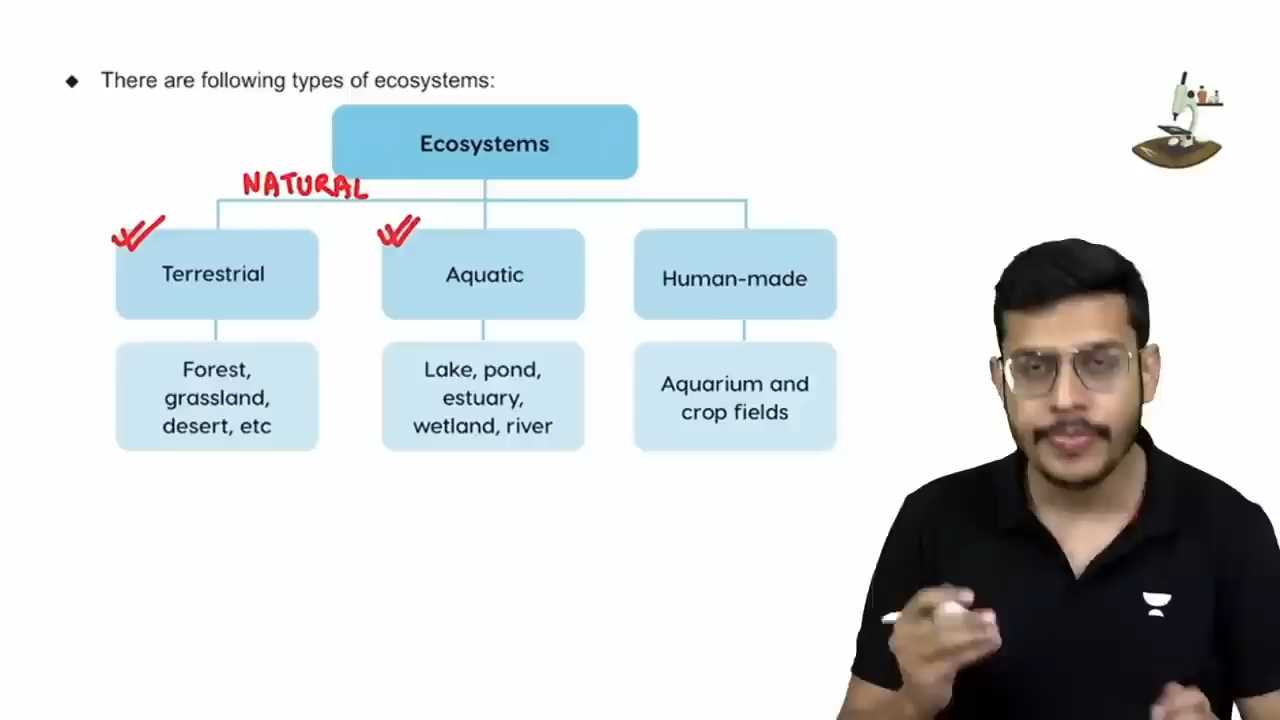 ◆ There are following types of ecosystems:
Ecosystems
NATURAL
Terrestrial
Aquatic
Human-made
Forest,
grassland,
desert, etc
Lake, pond,
estuary,
wetland, river
Aquarium and
crop fields